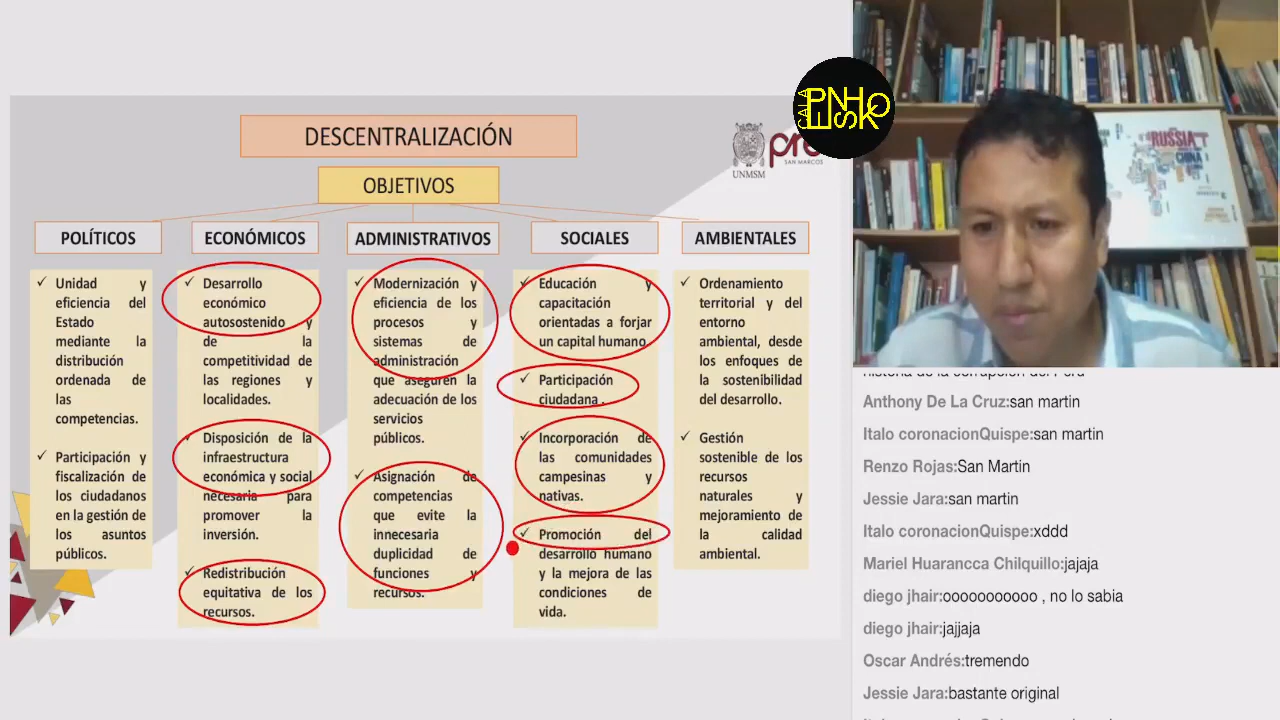 DESCENTRALIZACIÓN
OBJETIVOS
UNMSM
pre
SAN MARCOS
POLÍTICOS
Unidad y
eficiencia del
Estado
mediante la
distribución
ordenada de
las
competencias.
Participación y
fiscalización de
los ciudadanos
en la gestión de
los asuntos
públicos.
ECONÓMICOS
Desarrollo
económico
autosostenido y
de la
competitividad de
las regiones y
localidades.
Disposición de la
infraestructura
económica y social
necesaria para
promover la
inversión.
Redistribución
equitativa de los
recursos.
ADMINISTRATIVOS
Modernización y
eficiencia de los
procesos y
sistemas de
administración
que aseguren la
adecuación de los
servicios
públicos.
Asignación de
competencias
que evite la
innecesaria
duplicidad de
funciones y
recursos.
SOCIALES
Educación y
capacitación
orientadas a forjar
un capital humano.
Participación
ciudadana .
Incorporación de
las comunidades
campesinas y
nativas.
Promoción del
desarrollo humano
y la mejora de las
condiciones de
vida.
AMBIENTALES
Ordenamiento
territorial y del
entorno
ambiental, desde
los enfoques de
la sostenibilidad
del desarrollo.
Gestión
sostenible de los
recursos
naturales y
mejoramiento de
la calidad
ambiental.
RUSSIA
CHINA
historia de la corrupcion del Peru
Anthony De La Cruz:san martin
Italo coronacionQuispe:san martin
Renzo Rojas:San Martin
Jessie Jara:san martin
Italo coronacionQuispe:xddd
Mariel Huarancca Chilquillo:jajaja
diego jhair:ooooooooooo , no lo sabia
diego jhair:jajjaja
Oscar Andrés:tremendo
Jessie Jara:bastante original